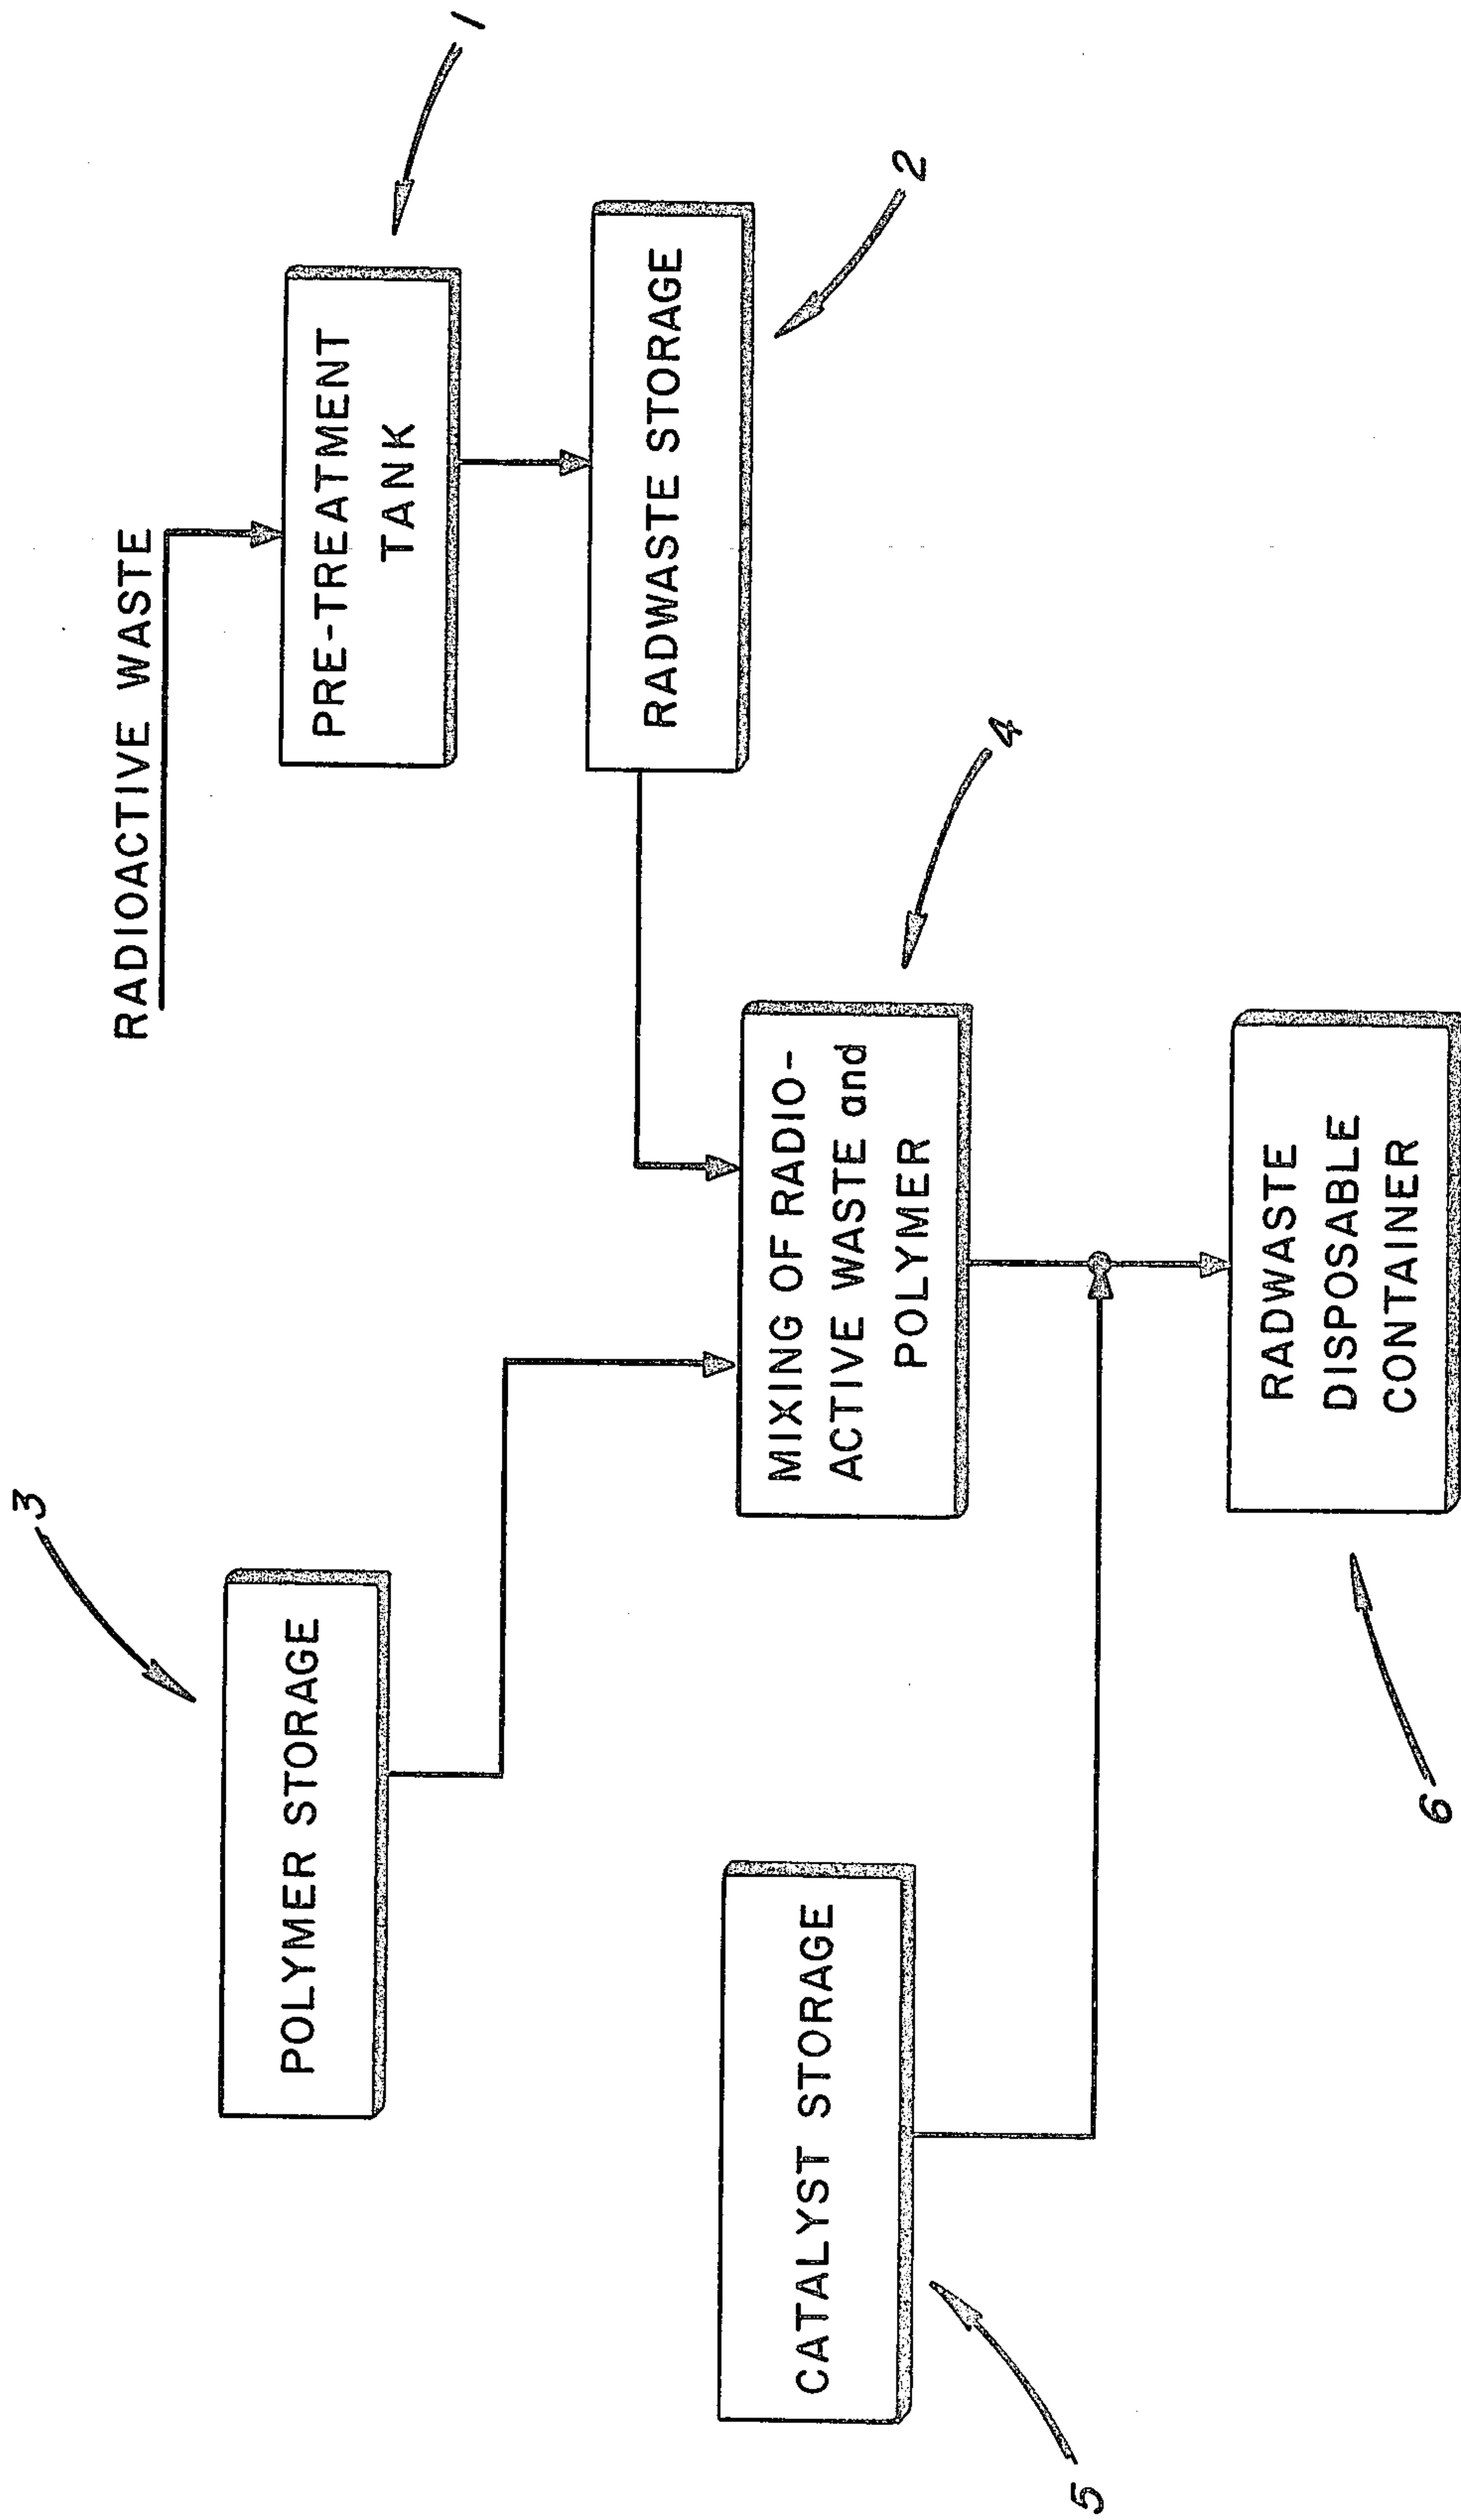 RADIOACTIVE WASTE
1
PRE-TREATMENT
TANK
2
RADWASTE STORAGE
3
POLYMER STORAGE
4
MIXING OF RADIO-
ACTIVE WASTE and
POLYMER
5
CATALYST STORAGE
6
RADWASTE
DISPOSABLE
CONTAINER